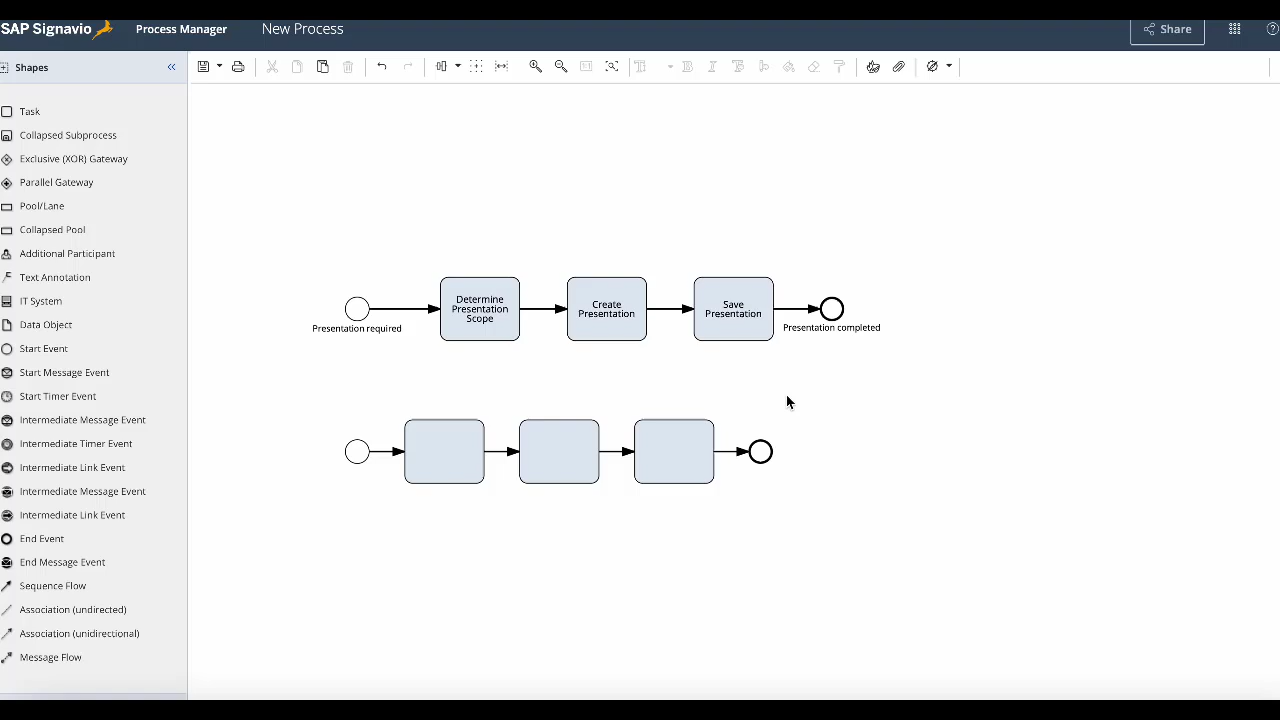 SAP Signavio Process Manager New Process Share
Shapes
Task
Collapsed Subprocess
Exclusive (XOR) Gateway
Parallel Gateway
Pool/Lane
Collapsed Pool
Additional Participant
Text Annotation
IT System
Data Object
Start Event
Start Message Event
Start Timer Event
Intermediate Message Event
Intermediate Timer Event
Intermediate Link Event
Intermediate Message Event
Intermediate Link Event
End Event
End Message Event
Sequence Flow
Association (undirected)
Association (unidirectional)
Message Flow
Presentation required
Determine
Presentation
Scope
Create
Presentation
Save
Presentation
Presentation completed